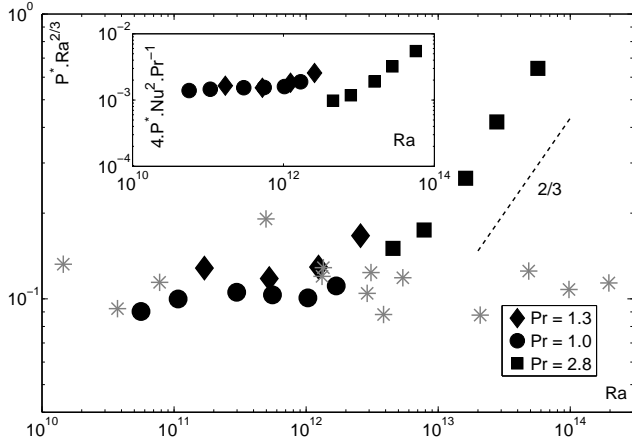 P*.Ra^{2/3}
10^0
10^{-1}
10^{10} 10^{11} 10^{12} 10^{13} 10^{14}
Ra
4.P*.Nu^2.Pr^{-1}
10^{-2}
10^{-3}
10^{-4}
10^{10} 10^{12} 10^{14}
Ra
2/3
Pr = 1.3
Pr = 1.0
Pr = 2.8